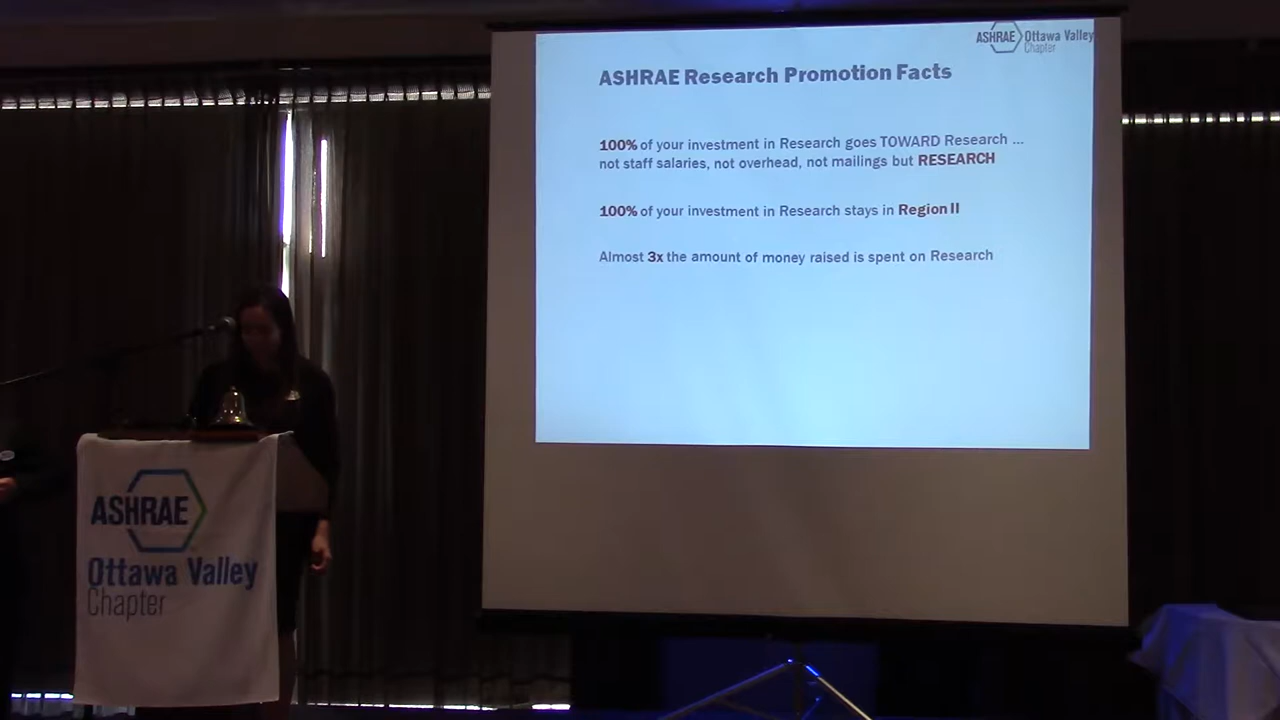 ASHRAE Ottawa Valley
Chapter
ASHRAE Research Promotion Facts
100% of your investment in Research goes TOWARD Research ...
not staff salaries, not overhead, not mailings but RESEARCH
100% of your investment in Research stays in Region II
Almost 3x the amount of money raised is spent on Research
ASHRAE
Ottawa Valley
Chapter